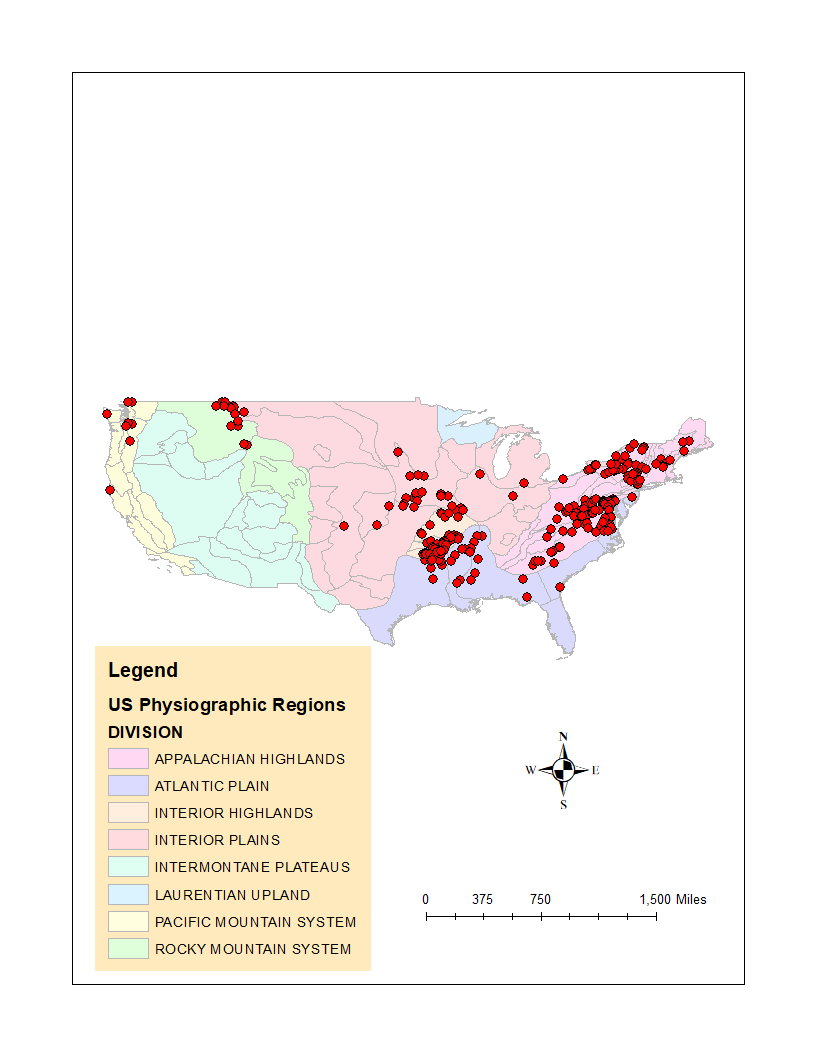 Legend
US Physiographic Regions
DIVISION
APPALACHIAN HIGHLANDS
ATLANTIC PLAIN
INTERIOR HIGHLANDS
INTERIOR PLAINS
INTERMONTANE PLATEAUS
LAURENTIAN UPLAND
PACIFIC MOUNTAIN SYSTEM
ROCKY MOUNTAIN SYSTEM
N
W E
S
0 375 750 1,500 Miles